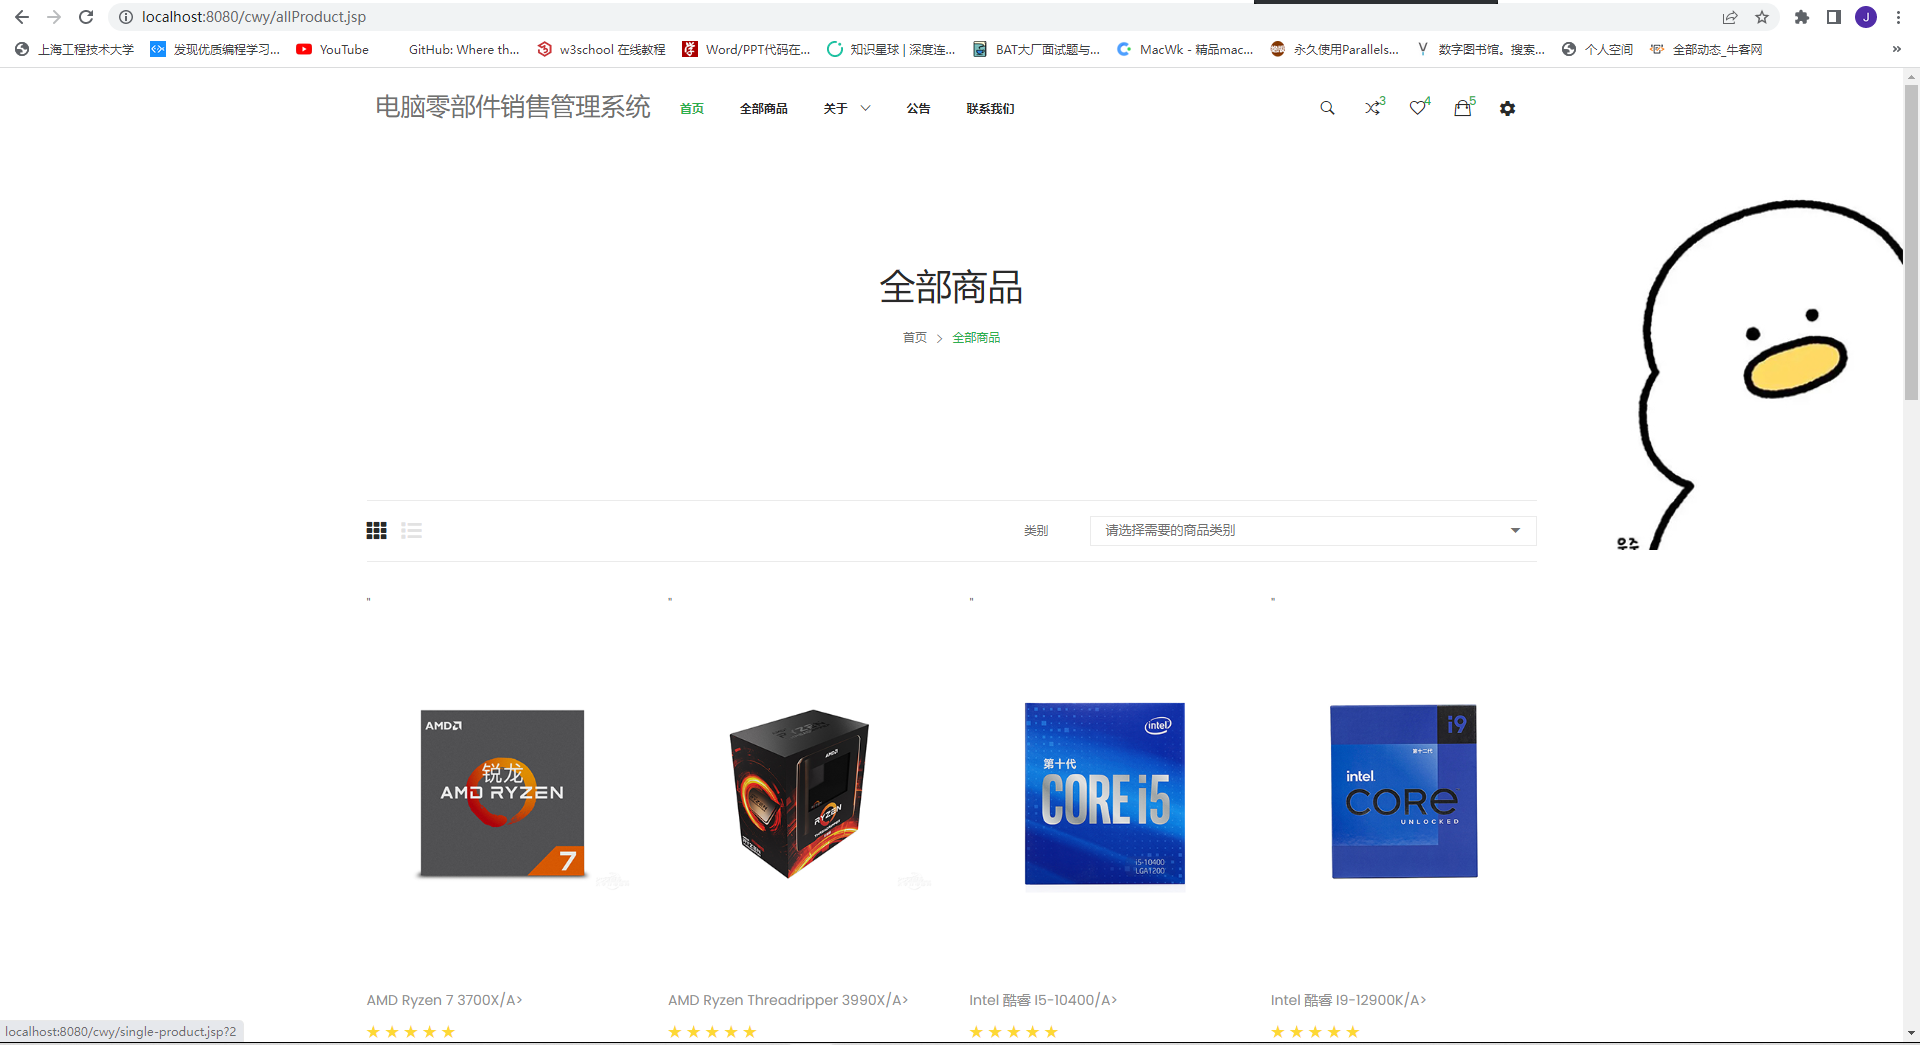 localhost:8080/cwy/allProduct.jsp
J
上海工程技术大学 发现优质编程学习... YouTube GitHub: Where th... w3school 在线教程 Word/PPT代码在... 知识星球 | 深度连... BAT大厂面试题与... MacWk - 精品mac... 永久使用Parallels... 数字图书馆。搜索... 个人空间 全部动态_牛客网 »
电脑零部件销售管理系统 首页 全部商品 关于 公告 联系我们 3 4 5
全部商品
首页 > 全部商品
우주
类别 请选择需要的商品类别
" " " "
AMD
锐龙
AMD RYZEN
7
AMD
RYZEN
intel
第十代
CORE i5
i5-10400
LGA1200
i9
第十二代
intel.
CORE
UNLOCKED
AMD Ryzen 7 3700X/A> AMD Ryzen Threadripper 3990X/A> Intel 酷睿 I5-10400/A> Intel 酷睿 I9-12900K/A>
localhost:8080/cwy/single-product.jsp?2